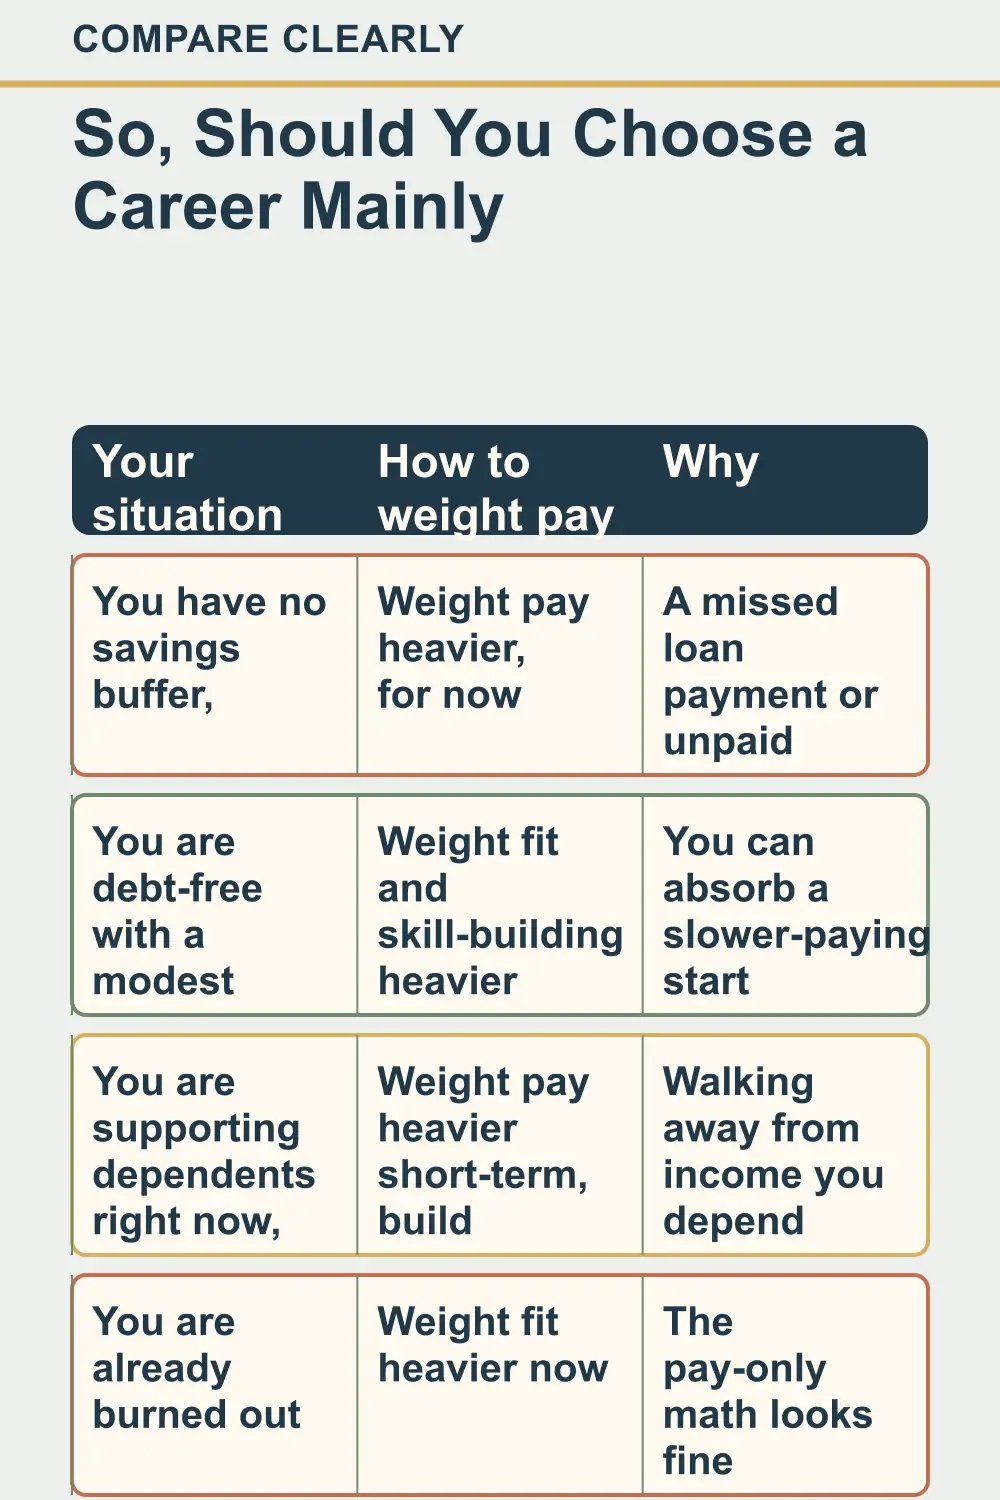 COMPARE CLEARLY
So, Should You Choose a
Career Mainly
Your
situation
How to
weight pay
Why
You have no
savings
buffer,
Weight pay
heavier,
for now
A missed
loan
payment or
unpaid
You are
debt-free
with a
modest
Weight fit
and
skill-building
heavier
You can
absorb a
slower-paying
start
You are
supporting
dependents
right now,
Weight pay
heavier
short-term,
build
Walking
away from
income you
depend
You are
already
burned out
Weight fit
heavier now
The
pay-only
math looks
fine